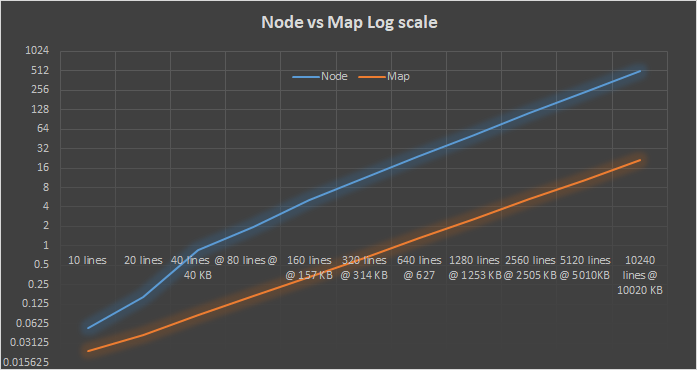 Node vs Map Log scale
Node
Map
1024
512
256
128
64
32
16
8
4
2
1
0.5
0.25
0.125
0.0625
0.03125
0.015625
10 lines
20 lines
40 lines @
40 KB
80 lines @
160 lines
@ 157 KB
320 lines
@ 314 KB
640 lines
@ 627
1280 lines
@ 1253 KB
2560 lines
@ 2505 KB
5120 lines
@ 5010KB
10240
lines @
10020 KB